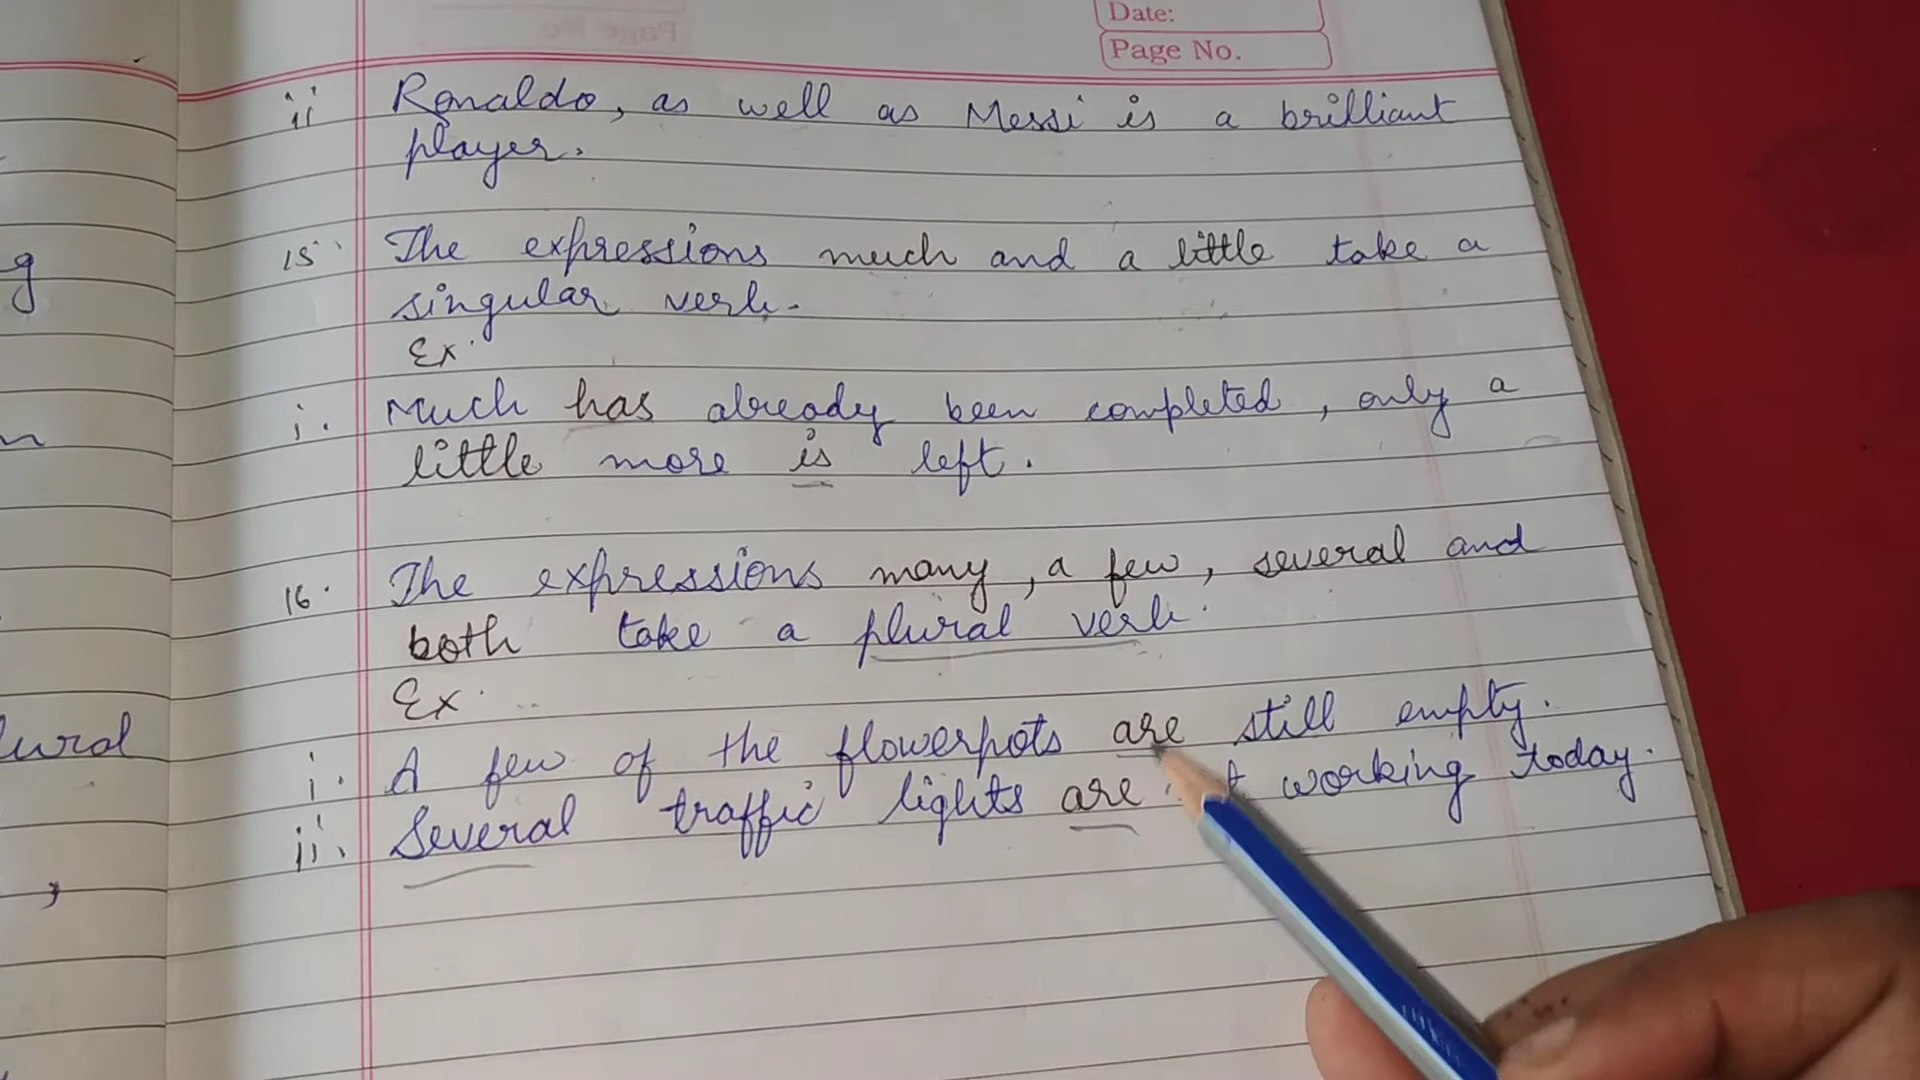 Date:
Page No.
ii Ronaldo, as well as Messi is a brilliant
player.
15. The expressions much and a little take a
singular verb.
Ex.
i. Much has already been completed, only a
little more is left.
16. The expressions many, a few, several and
both take a plural verb.
Ex.
i. A few of the flowerpots are still empty.
ii. Several traffic lights are working today.
g
lural
,